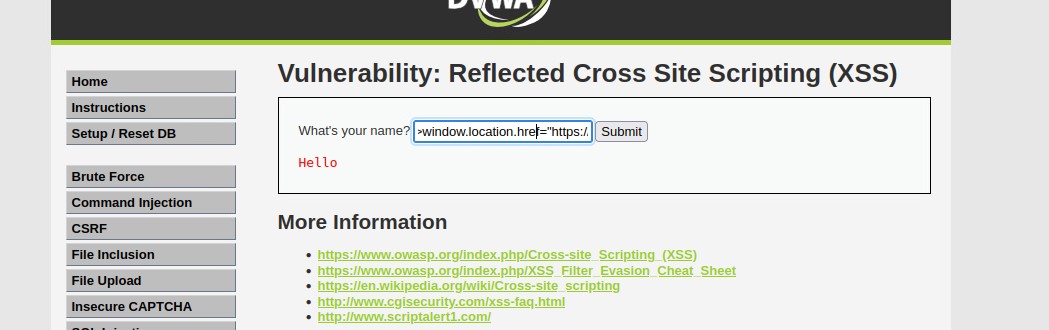 DVWA
Vulnerability: Reflected Cross Site Scripting (XSS)
Home
Instructions
Setup / Reset DB
Brute Force
Command Injection
CSRF
File Inclusion
File Upload
Insecure CAPTCHA
What's your name? >window.location.href="https:/ Submit
Hello
More Information
https://www.owasp.org/index.php/Cross-site_Scripting_(XSS)
https://www.owasp.org/index.php/XSS_Filter_Evasion_Cheat_Sheet
https://en.wikipedia.org/wiki/Cross-site_scripting
http://www.cgisecurity.com/xss-faq.html
http://www.scriptalert1.com/